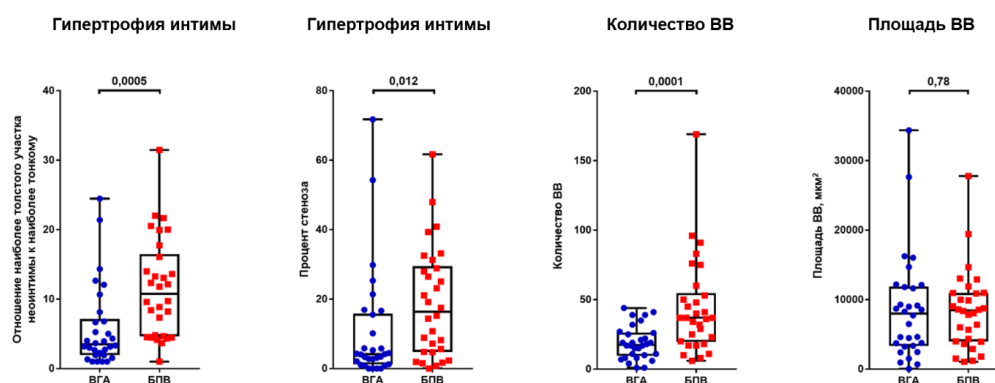 Гипертрофия интимы
Гипертрофия интимы
Количество ВВ
Площадь ВВ
Отношение наиболее толстого участка
неоинтимы к наиболее тонкому
40
30
20
10
0
0,0005
ВГА
БПВ
Процент стеноза
80
60
40
20
0
0,012
ВГА
БПВ
Количество ВВ
200
150
100
50
0
0,0001
ВГА
БПВ
Площадь ВВ, мкм²
40000
30000
20000
10000
0
0,78
ВГА
БПВ